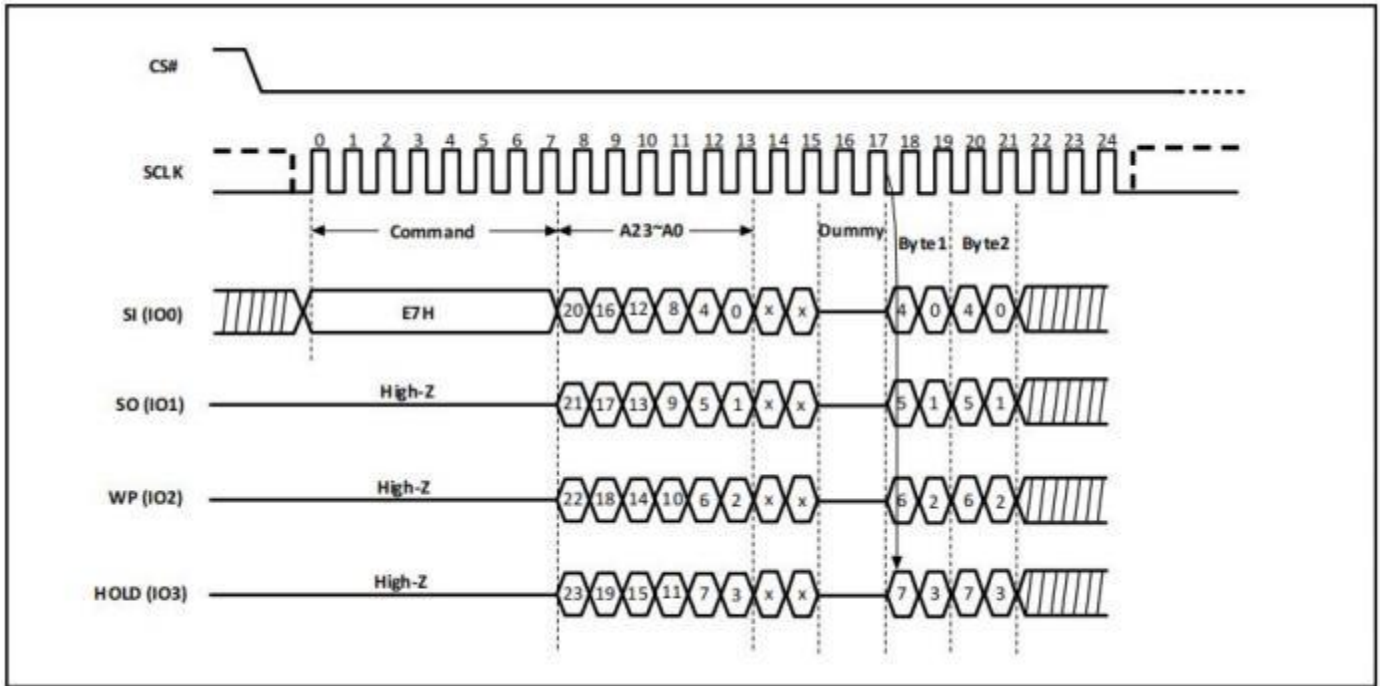 CS#
0 1 2 3 4 5 6 7 8 9 10 11 12 13 14 15 16 17 18 19 20 21 22 23 24
SCLK
Command A23~A0 Dummy Byte1 Byte2
SI (IO0) E7H 20 16 12 8 4 0 x x 4 0 4 0
SO (IO1) High-Z 21 17 13 9 5 1 x x 5 1 5 1
WP (IO2) High-Z 22 18 14 10 6 2 x x 6 2 6 2
HOLD (IO3) High-Z 23 19 15 11 7 3 x x 7 3 7 3